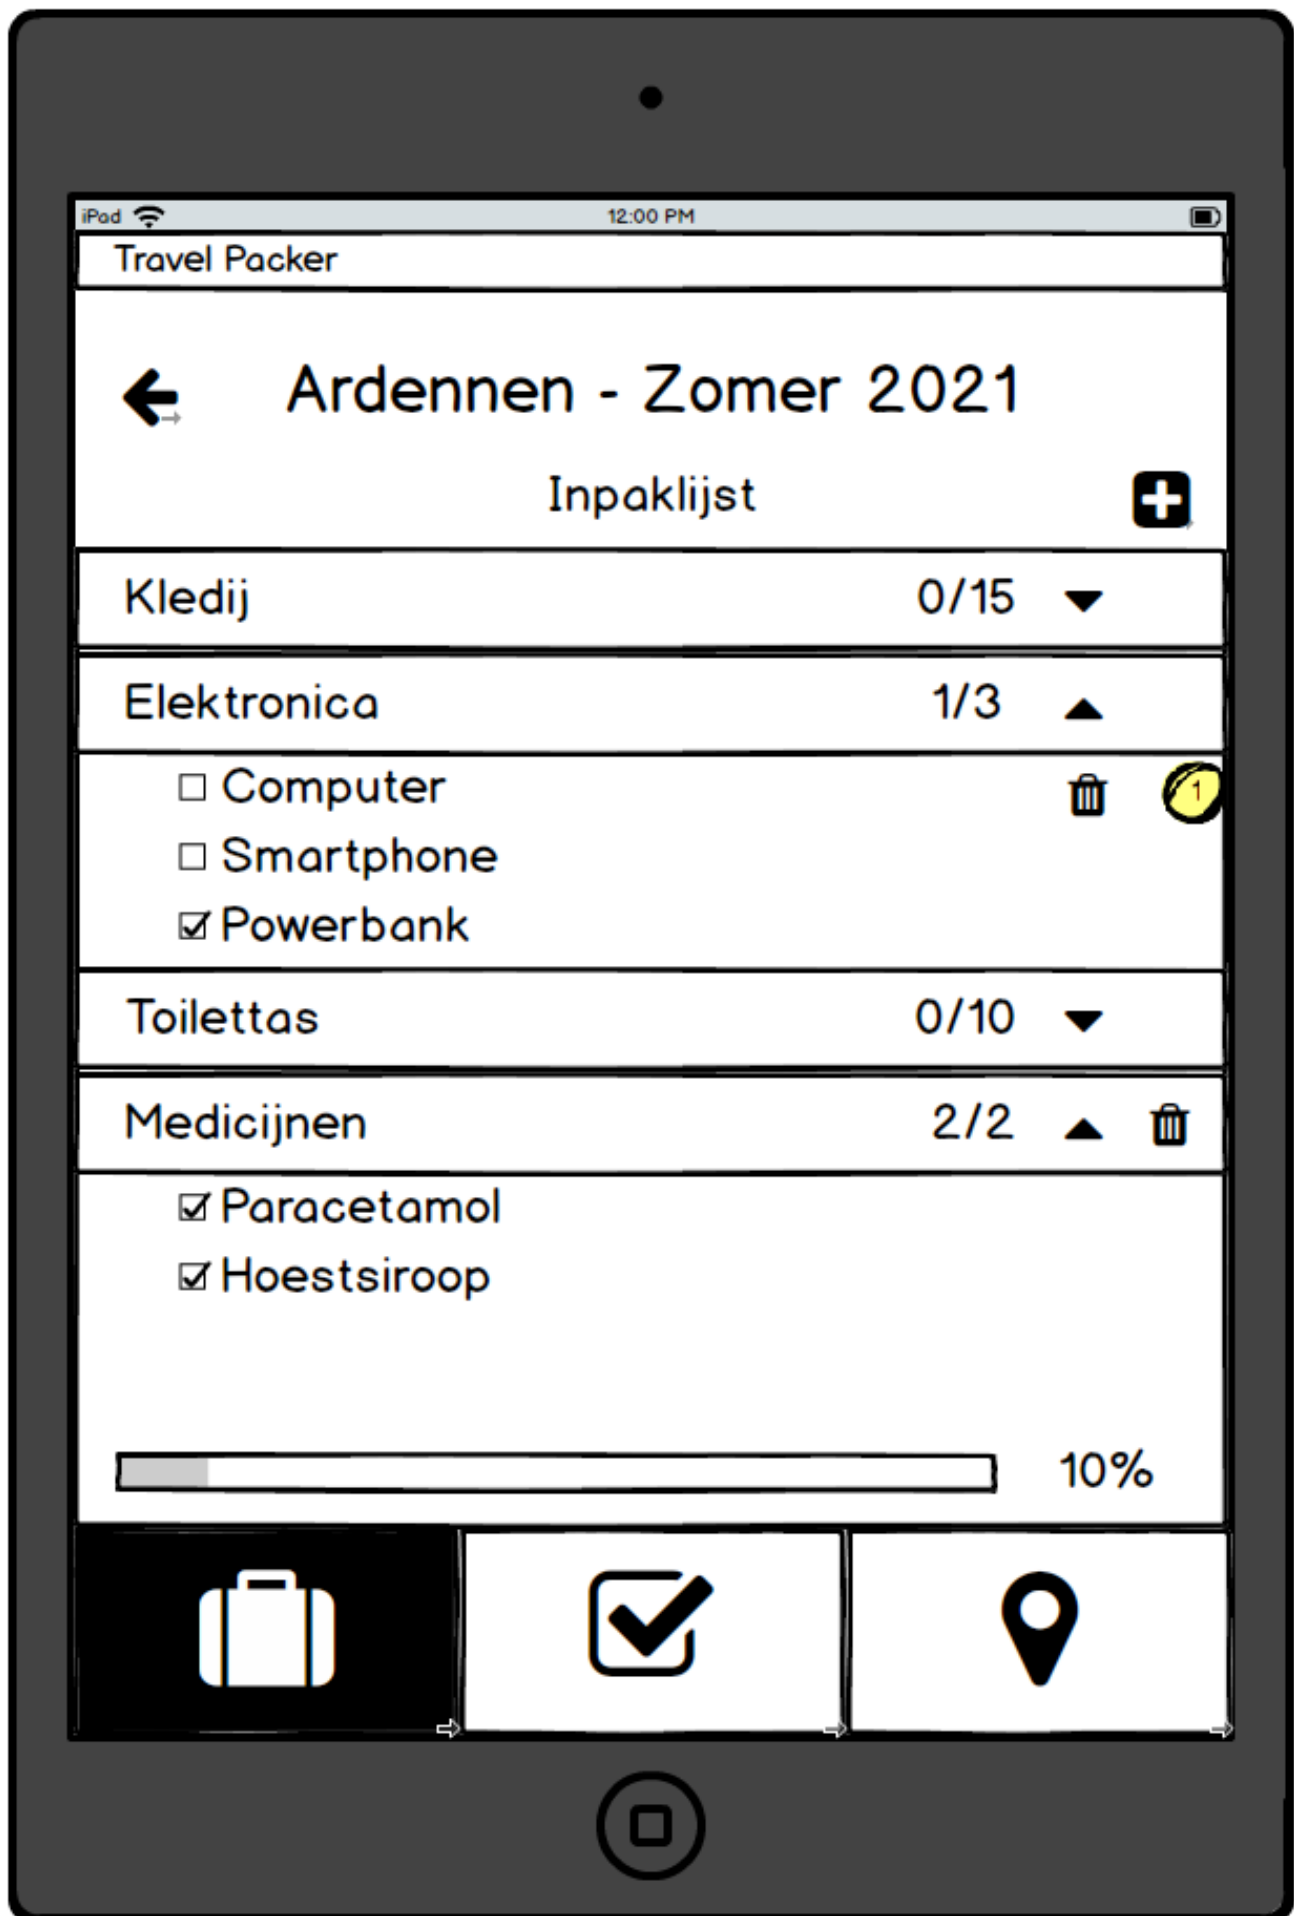 iPad 12:00 PM
Travel Packer
Ardennen - Zomer 2021
Inpaklijst
Kledij 0/15
Elektronica 1/3
Computer 1
Smartphone
Powerbank
Toilettas 0/10
Medicijnen 2/2
Paracetamol
Hoestsiroop
10%